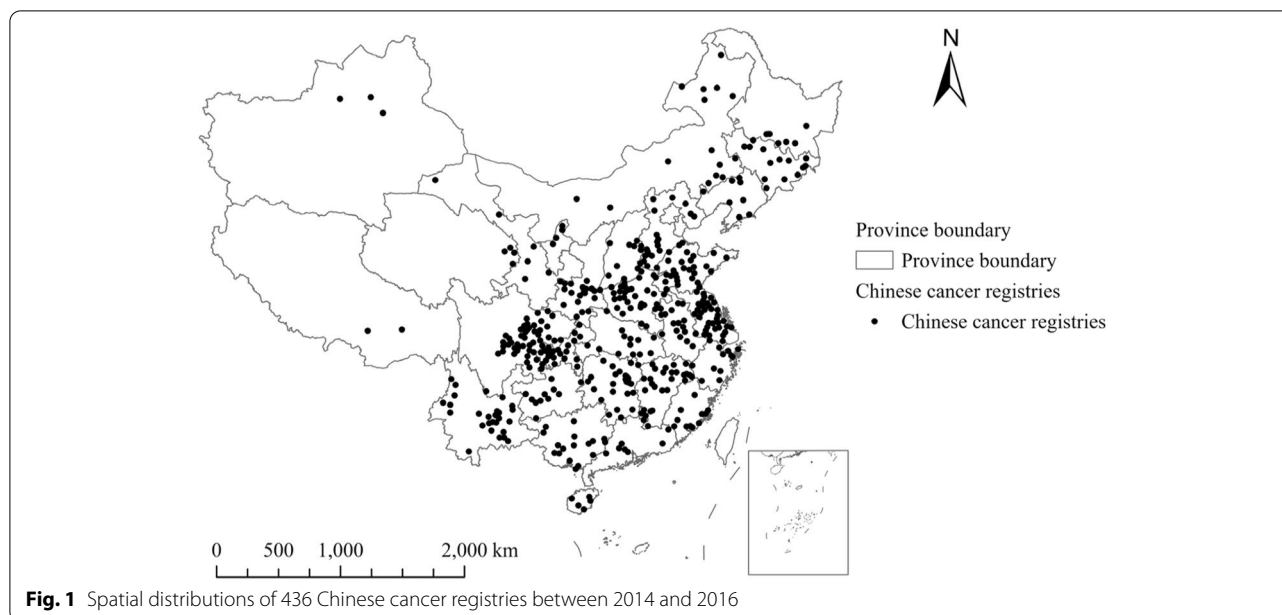 N
Province boundary
Province boundary
Chinese cancer registries
Chinese cancer registries
0 500 1,000 2,000 km
Fig. 1 Spatial distributions of 436 Chinese cancer registries between 2014 and 2016